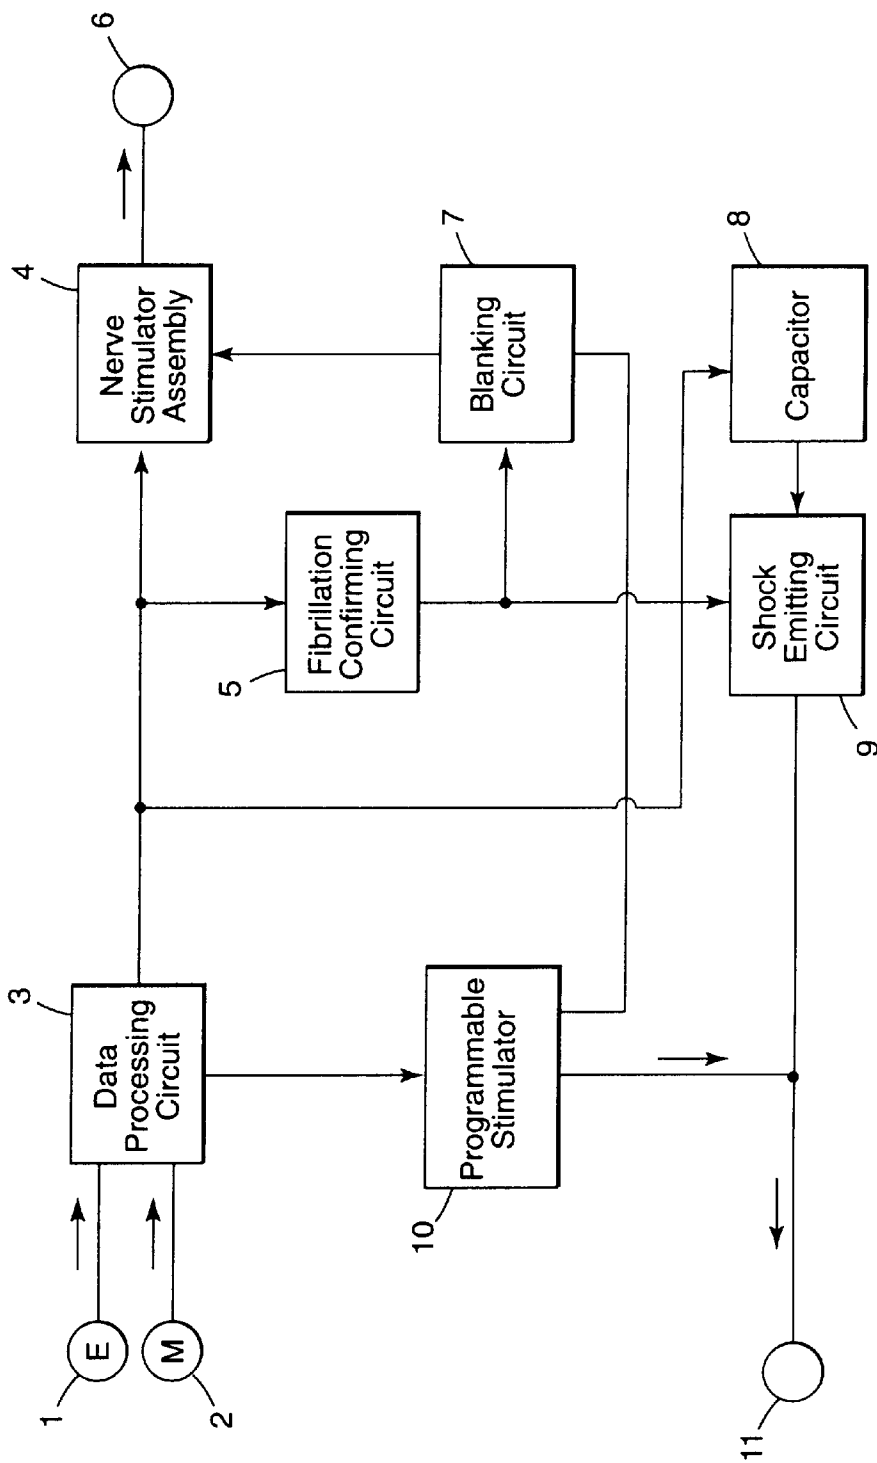 1
E
2
M
3
Data
Processing
Circuit
4
Nerve
Stimulator
Assembly
6
5
Fibrillation
Confirming
Circuit
7
Blanking
Circuit
10
Programmable
Stimulator
9
Shock
Emitting
Circuit
8
Capacitor
11